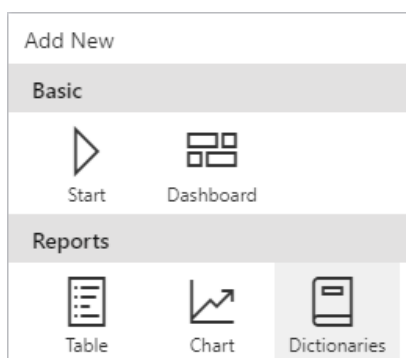 Add New
Basic
Start Dashboard
Reports
Table Chart Dictionaries